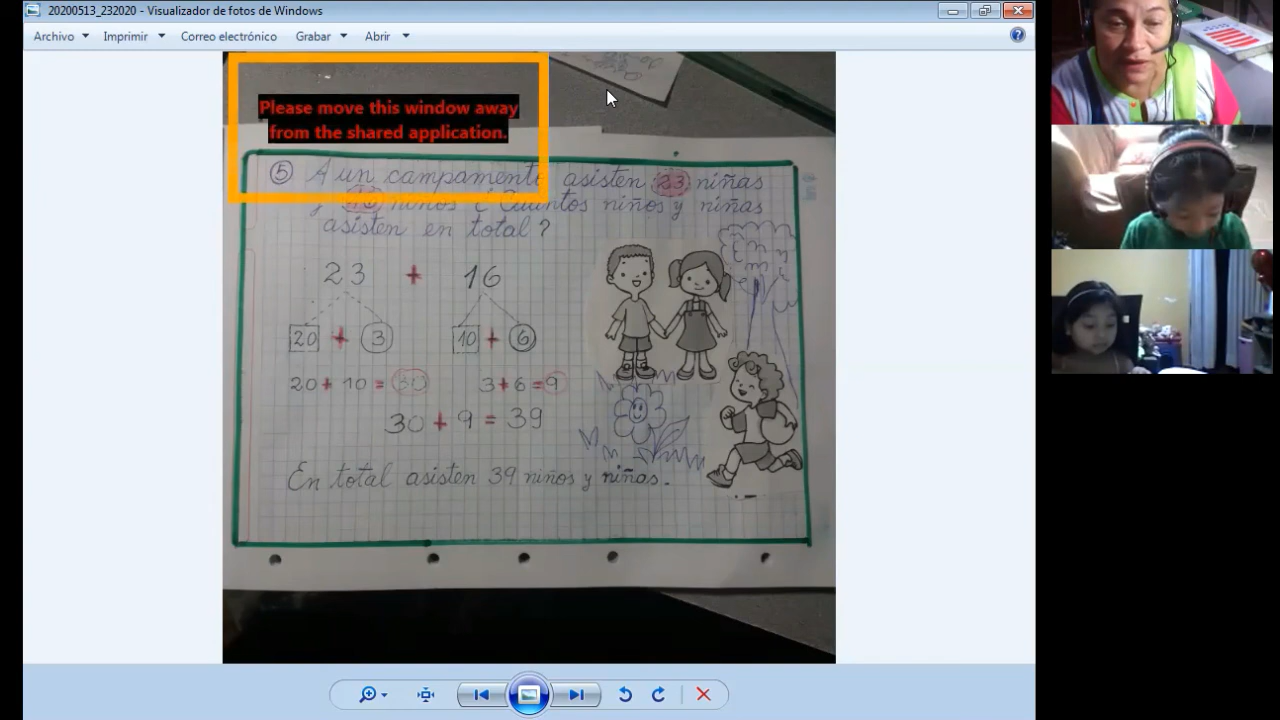 20200513_232020 - Visualizador de fotos de Windows
Archivo Imprimir Correo electrónico Grabar Abrir
Please move this window away
from the shared application.
5 A un campamento asisten 23 niñas
y 16 niños ¿ Cuántos niños y niñas
asisten en total ?
23 + 16
20 + 3 10 + 6
20 + 10 = 30 3 + 6 = 9
30 + 9 = 39
En total asisten 39 niños y niñas.